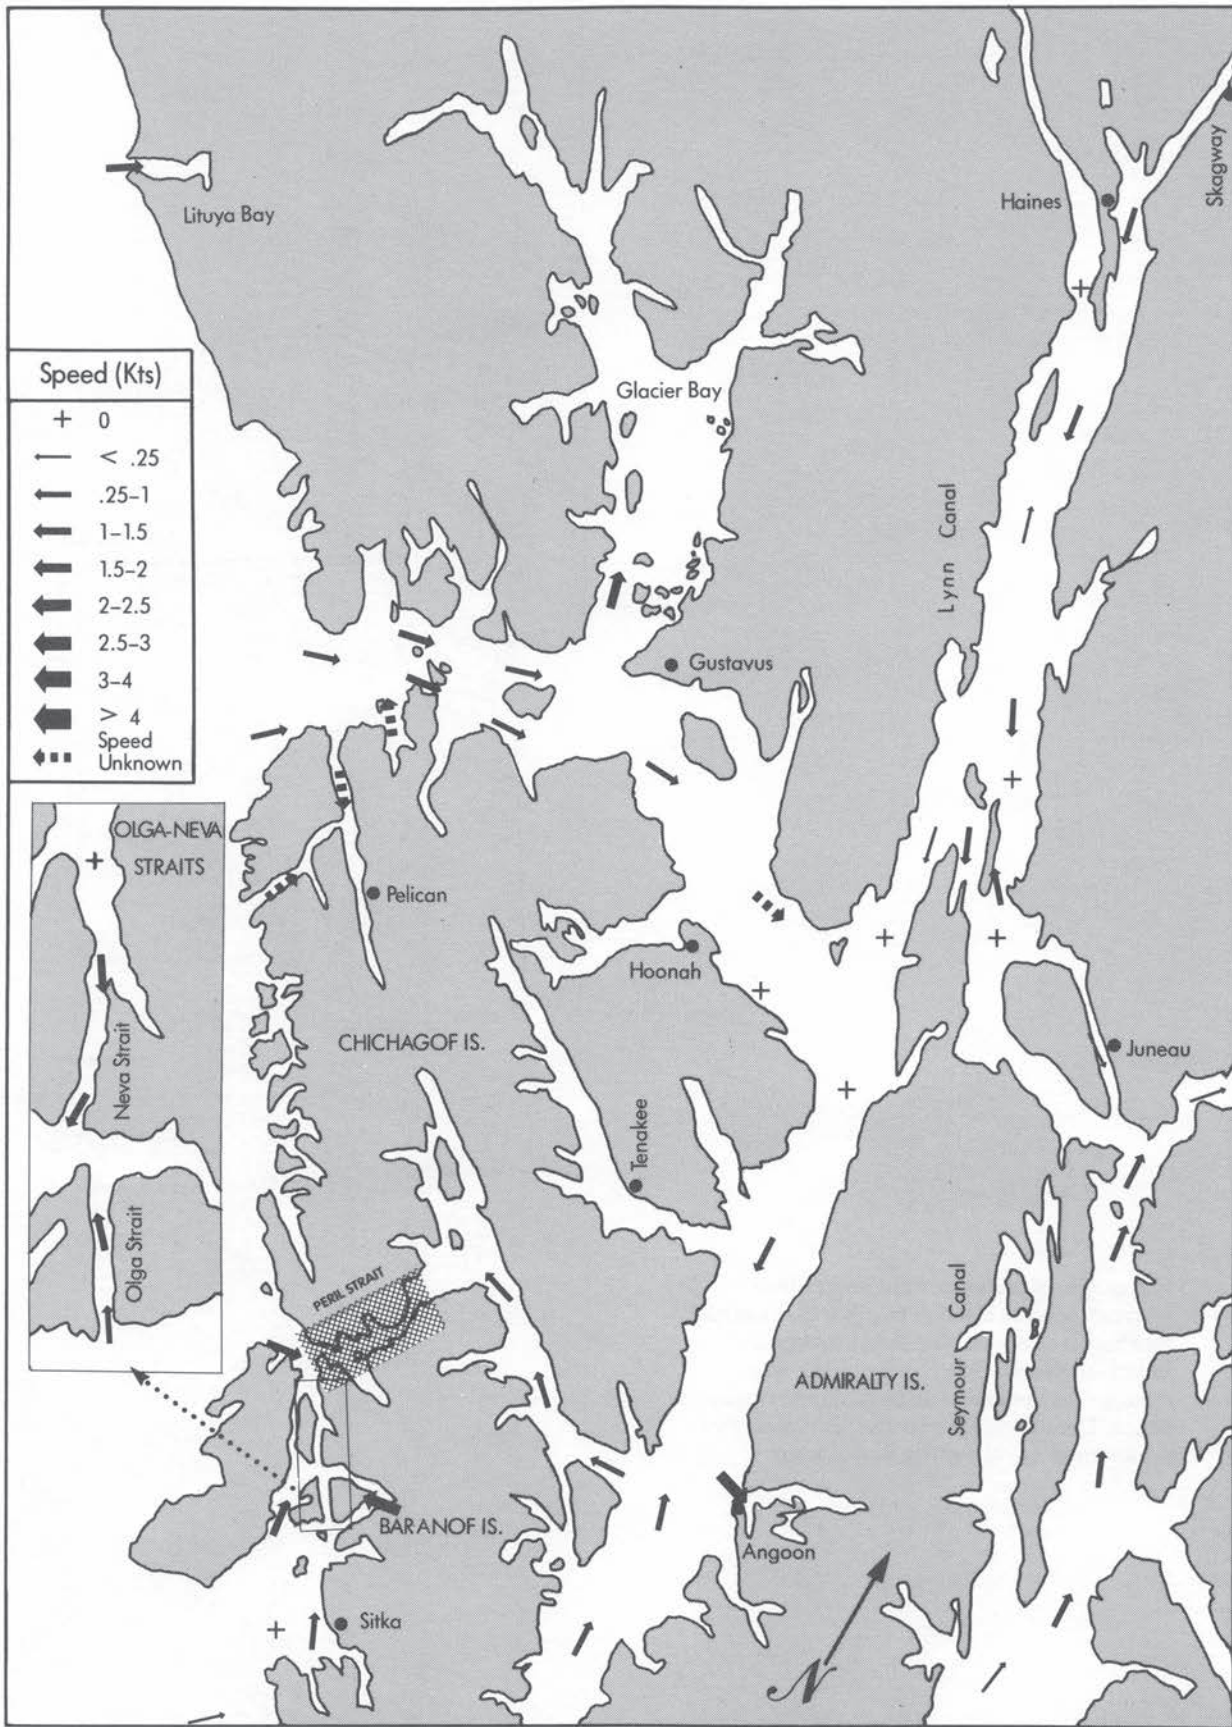 Skagway
Haines
Lituya Bay
Speed (Kts)
+ 0
< .25
.25-1
1-1.5
1.5-2
2-2.5
2.5-3
3-4
> 4
Speed
Unknown
Glacier Bay
Lynn Canal
Gustavus
OLGA-NEVA
STRAITS
Pelican
Hoonah
CHICHAGOF IS.
Juneau
Neva Strait
Tenakee
Olga Strait
PERIL STRAIT
Seymour Canal
ADMIRALTY IS.
BARANOF IS.
Angoon
Sitka
N